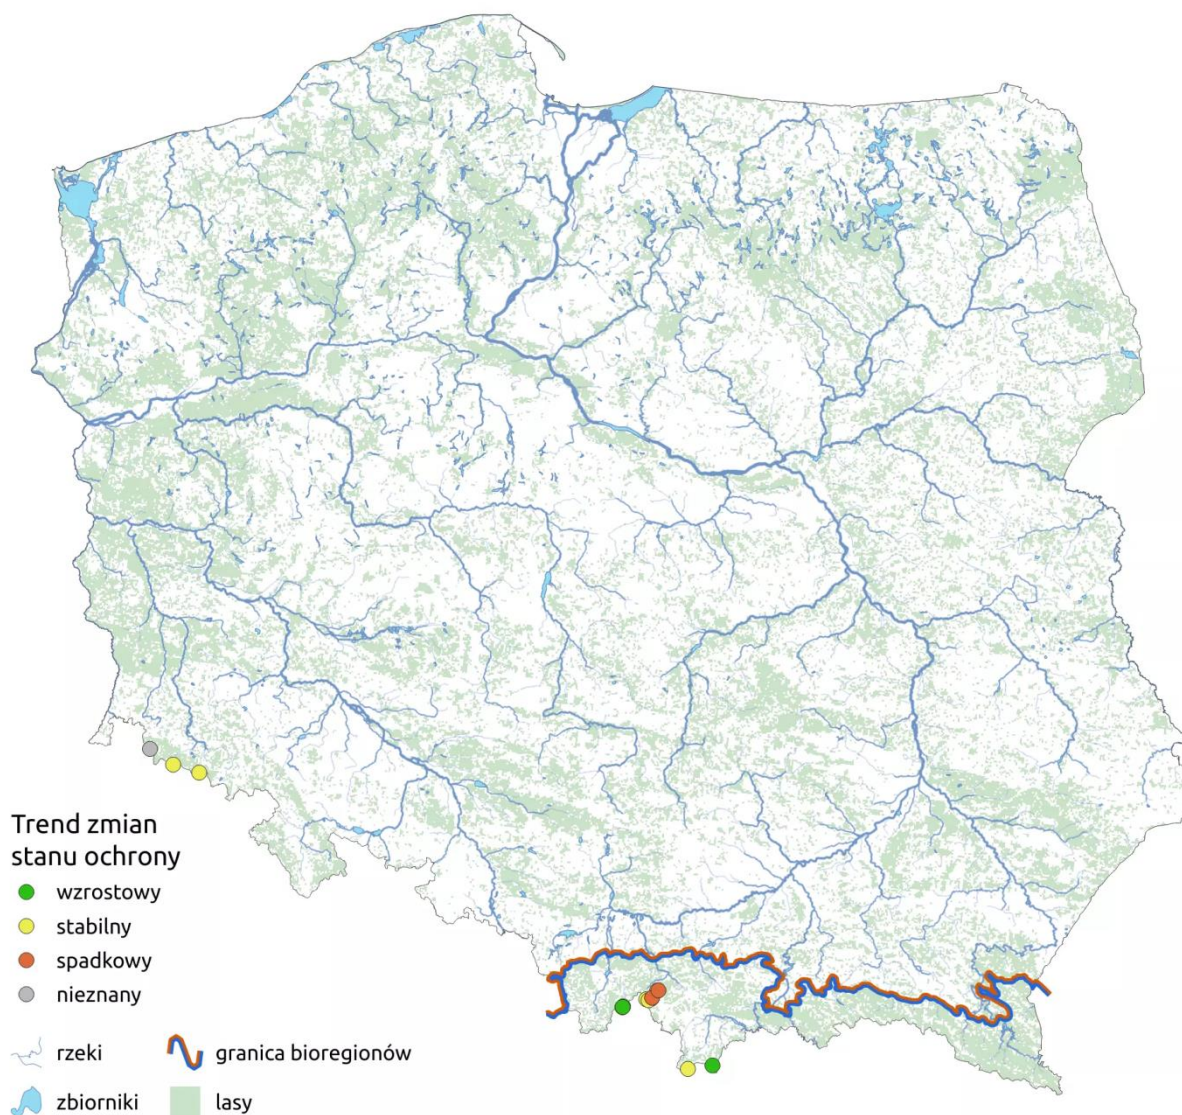 Trend zmian
stanu ochrony
wzrostowy
stabilny
spadkowy
nieznany
rzeki
granica bioregionów
zbiorniki
lasy